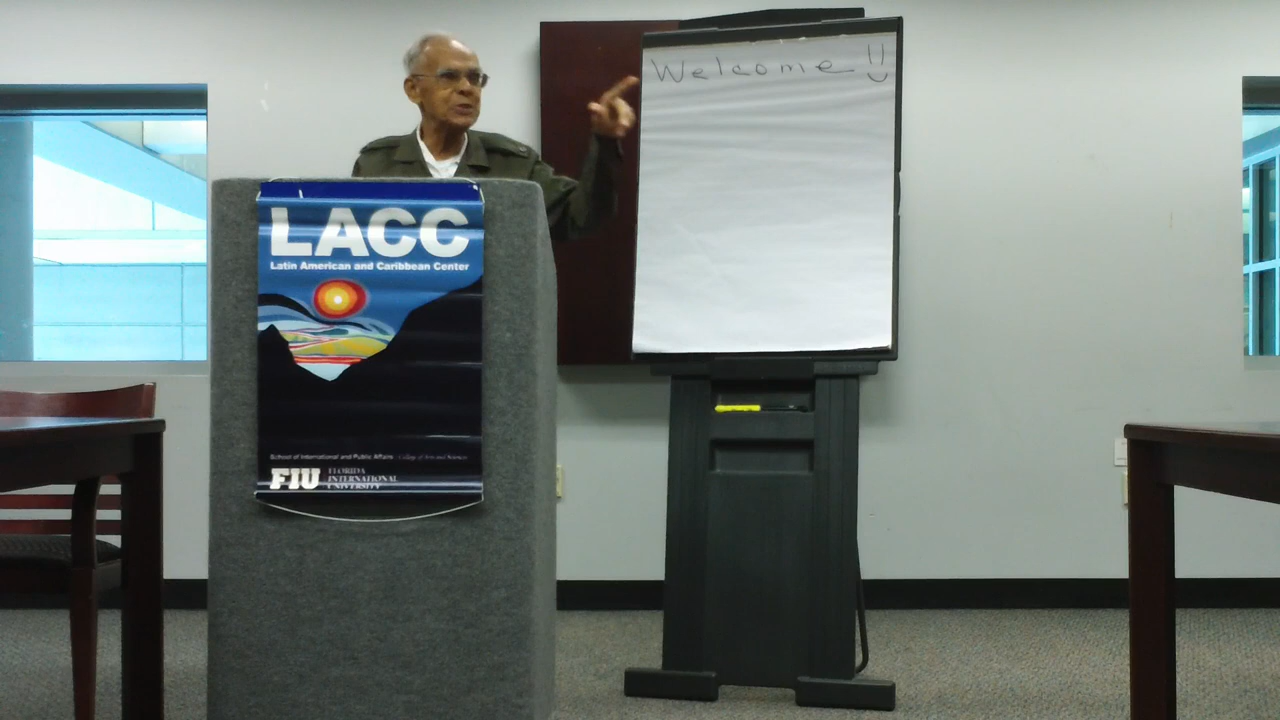 Welcome !!
LACC
Latin American and Caribbean Center
School of International and Public Affairs College of Arts and Sciences
FIU
FLORIDA
INTERNATIONAL
UNIVERSITY